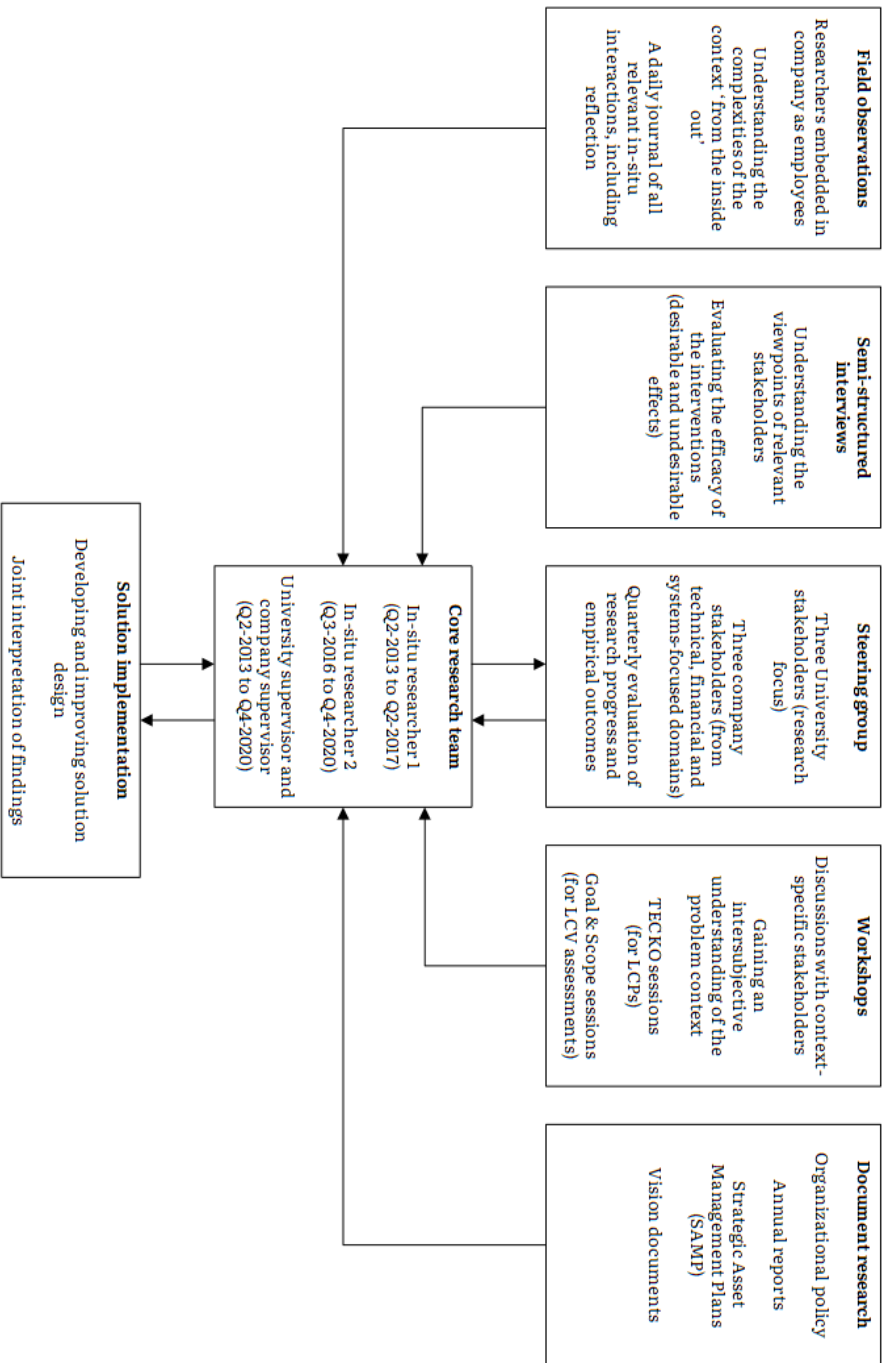 Field observations
Researchers embedded in
company as employees
Understanding the
complexities of the
context ‘from the inside
out’
A daily journal of all
relevant in-situ
interactions, including
reflection
Semi-structured
interviews
Understanding the
viewpoints of relevant
stakeholders
Evaluating the efficacy of
the interventions
(desirable and undesirable
effects)
Steering group
Three University
stakeholders (research
focus)
Three company
stakeholders (from
technical, financial and
systems-focused domains)
Quarterly evaluation of
research progress and
empirical outcomes
Workshops
Discussions with context-
specific stakeholders
Gaining an
intersubjective
understanding of the
problem context
TECKO sessions
(for LCPs)
Goal & Scope sessions
(for LCV assessments)
Document research
Organizational policy
Annual reports
Strategic Asset
Management Plans
(SAMP)
Vision documents
Core research team
In-situ researcher 1
(Q2-2013 to Q2-2017)
In-situ researcher 2
(Q3-2016 to Q4-2020)
University supervisor and
company supervisor
(Q2-2013 to Q4-2020)
Solution implementation
Developing and improving solution
design
Joint interpretation of findings